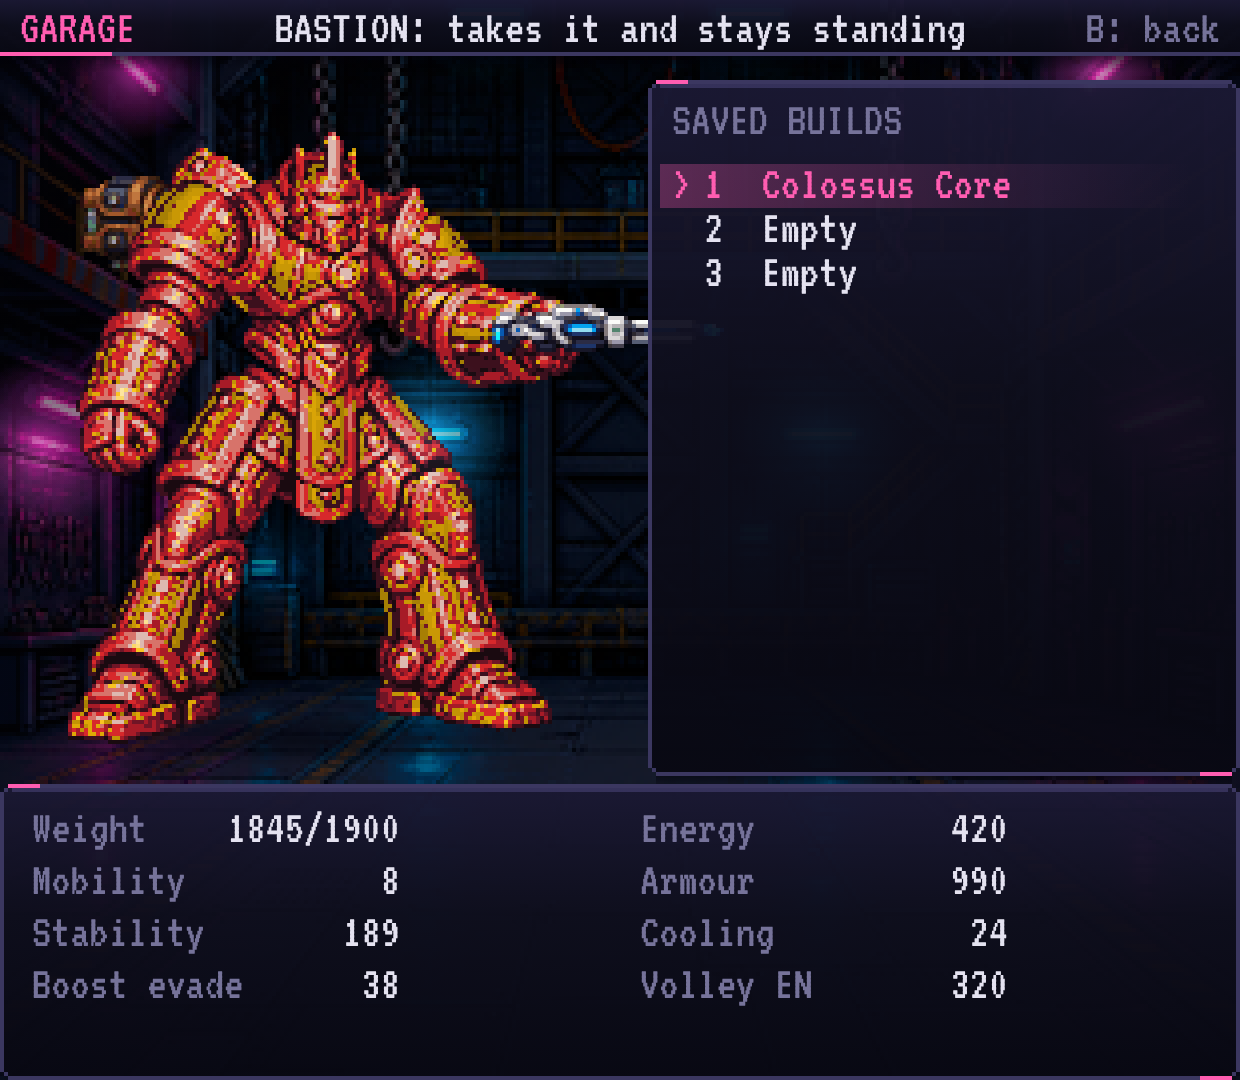 GARAGE BASTION: takes it and stays standing B: back
SAVED BUILDS
> 1 Colossus Core
2 Empty
3 Empty
Weight 1845/1900 Energy 420
Mobility 8 Armour 990
Stability 189 Cooling 24
Boost evade 38 Volley EN 320